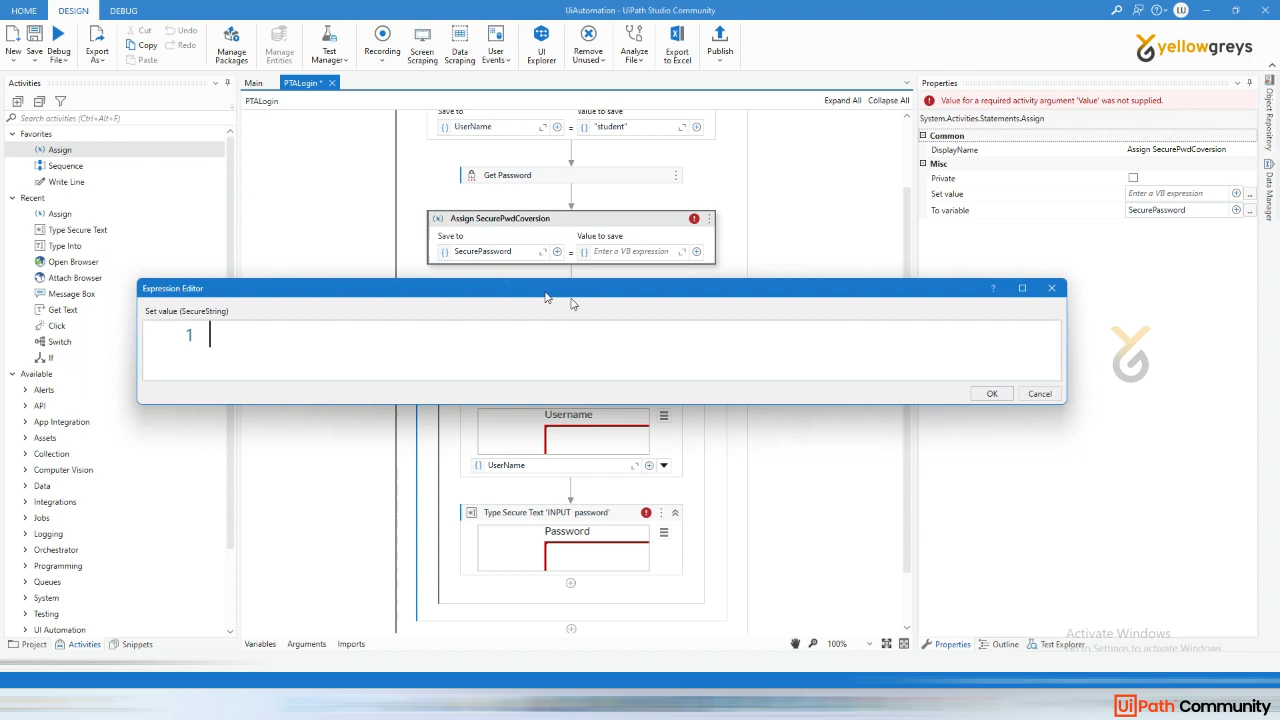 HOME DESIGN DEBUG UiAutomation - UiPath Studio Community LU
New Save Debug File Export As Cut Copy Paste Undo Redo Manage Packages Manage Entities Test Manager Recording Screen Scraping Data Scraping User Events UI Explorer Remove Unused Analyze File Export to Excel Publish
yellowgreys
Activities
Search activities (Ctrl+Alt+F)
Favorites
Assign
Sequence
Write Line
Recent
Assign
Type Secure Text
Type Into
Open Browser
Attach Browser
Message Box
Get Text
Click
Switch
If
Available
Alerts
API
App Integration
Assets
Collection
Computer Vision
Data
Integrations
Jobs
Logging
Orchestrator
Programming
Queues
System
Testing
UI Automation
Project Activities Snippets
Main PTALogin *
PTALogin Expand All Collapse All
Save to Value to save
UserName = "student"
Get Password
Assign SecurePwdCoversion
Save to Value to save
SecurePassword = Enter a VB expression
Expression Editor
Set value (SecureString)
1
OK Cancel
Username
UserName
Type Secure Text 'INPUT password'
Password
Variables Arguments Imports 100%
Properties
Value for a required activity argument 'Value' was not supplied.
System.Activities.Statements.Assign
Common
DisplayName Assign SecurePwdCoversion
Misc
Private
Set value Enter a VB expression ...
To variable SecurePassword ...
Object Repository
Data Manager
Activate Windows
Go to Settings to activate Windows.
Properties Outline Test Explorer
UiPath Community